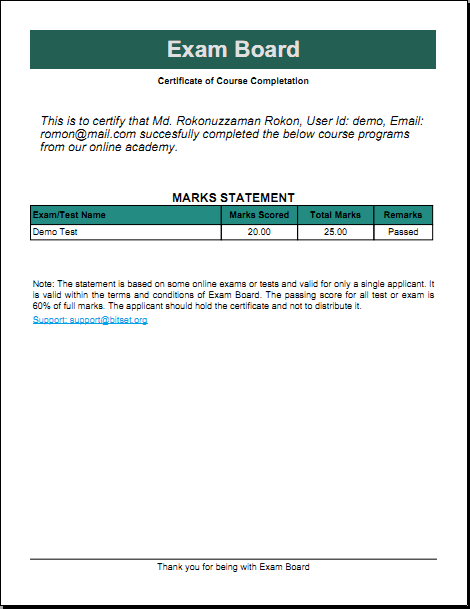 Exam Board
Certificate of Course Completation
This is to certify that Md. Rokonuzzaman Rokon, User Id: demo, Email:
romon@mail.com succesfully completed the below course programs
from our online academy.
MARKS STATEMENT
Exam/Test Name Marks Scored Total Marks Remarks
Demo Test 20.00 25.00 Passed
Note: The statement is based on some online exams or tests and valid for only a single applicant. It
is valid within the terms and conditions of Exam Board. The passing score for all test or exam is
60% of full marks. The applicant should hold the certificate and not to distribute it.
Support: support@bitset.org
Thank you for being with Exam Board